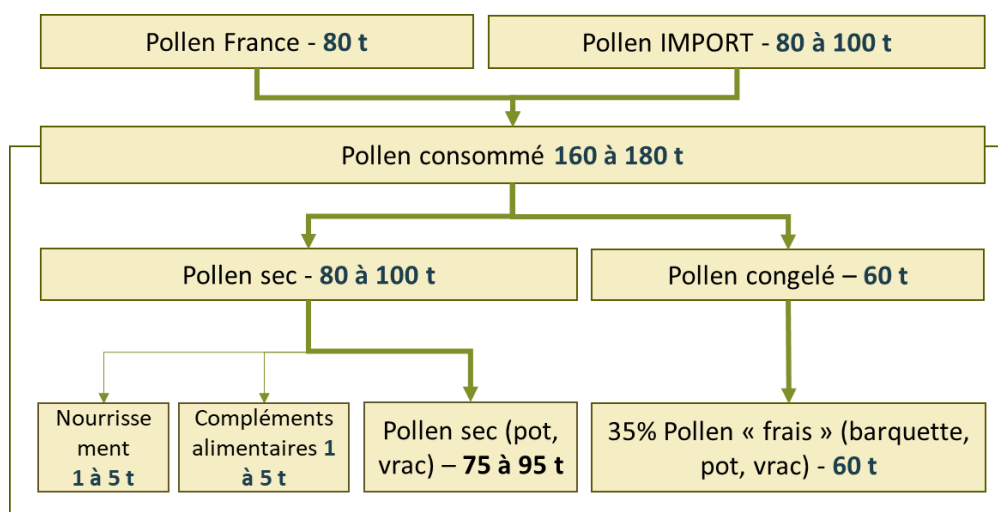 Pollen France - 80 t
Pollen IMPORT - 80 à 100 t
Pollen consommé 160 à 180 t
Pollen sec - 80 à 100 t
Pollen congelé – 60 t
Nourrisse
ment
1 à 5 t
Compléments
alimentaires 1
à 5 t
Pollen sec (pot,
vrac) – 75 à 95 t
35% Pollen « frais » (barquette,
pot, vrac) - 60 t